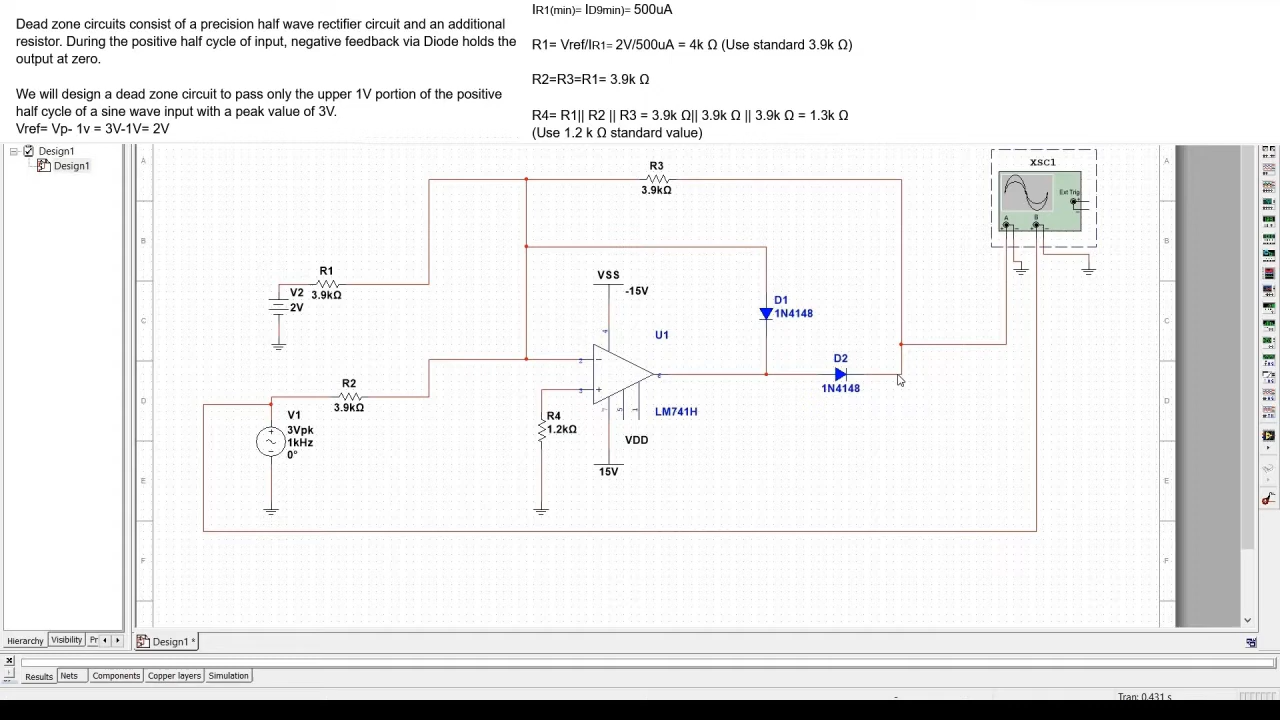 Dead zone circuits consist of a precision half wave rectifier circuit and an additional
resistor. During the positive half cycle of input, negative feedback via Diode holds the
output at zero.
We will design a dead zone circuit to pass only the upper 1V portion of the positive
half cycle of a sine wave input with a peak value of 3V.
Vref= Vp- 1v = 3V-1V= 2V
IR1(min)= ID9min)= 500uA
R1= Vref/IR1= 2V/500uA = 4k Ω (Use standard 3.9k Ω)
R2=R3=R1= 3.9k Ω
R4= R1|| R2 || R3 = 3.9k Ω|| 3.9k Ω || 3.9k Ω = 1.3k Ω
(Use 1.2 k Ω standard value)
Design1
Design1
A
B
C
D
E
F
R3
3.9kΩ
XSC1
Ext Trig
A
B
R1
3.9kΩ
V2
2V
VSS
-15V
4
D1
1N4148
U1
2
3
6
7
5
1
D2
1N4148
LM741H
R2
3.9kΩ
V1
3Vpk
1kHz
0°
R4
1.2kΩ
VDD
15V
A
B
C
D
E
F
Hierarchy Visibility Pr
Design1 *
Results Nets Components Copper layers Simulation
Tran: 0.431 s